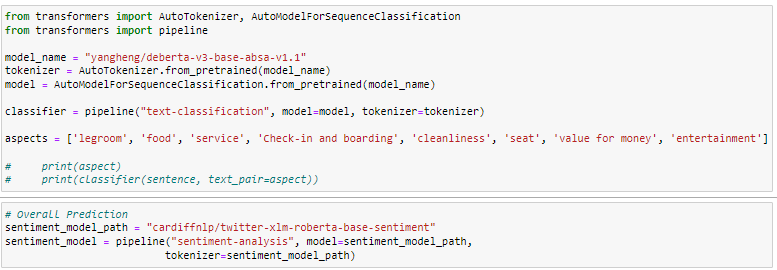 from transformers import AutoTokenizer, AutoModelForSequenceClassification
from transformers import pipeline
model_name = "yangheng/deberta-v3-base-absa-v1.1"
tokenizer = AutoTokenizer.from_pretrained(model_name)
model = AutoModelForSequenceClassification.from_pretrained(model_name)
classifier = pipeline("text-classification", model=model, tokenizer=tokenizer)
aspects = ['legroom', 'food', 'service', 'Check-in and boarding', 'cleanliness', 'seat', 'value for money', 'entertainment']
#     print(aspect)
#     print(classifier(sentence, text_pair=aspect))
# Overall Prediction
sentiment_model_path = "cardiffnlp/twitter-xlm-roberta-base-sentiment"
sentiment_model = pipeline("sentiment-analysis", model=sentiment_model_path,
                          tokenizer=sentiment_model_path)